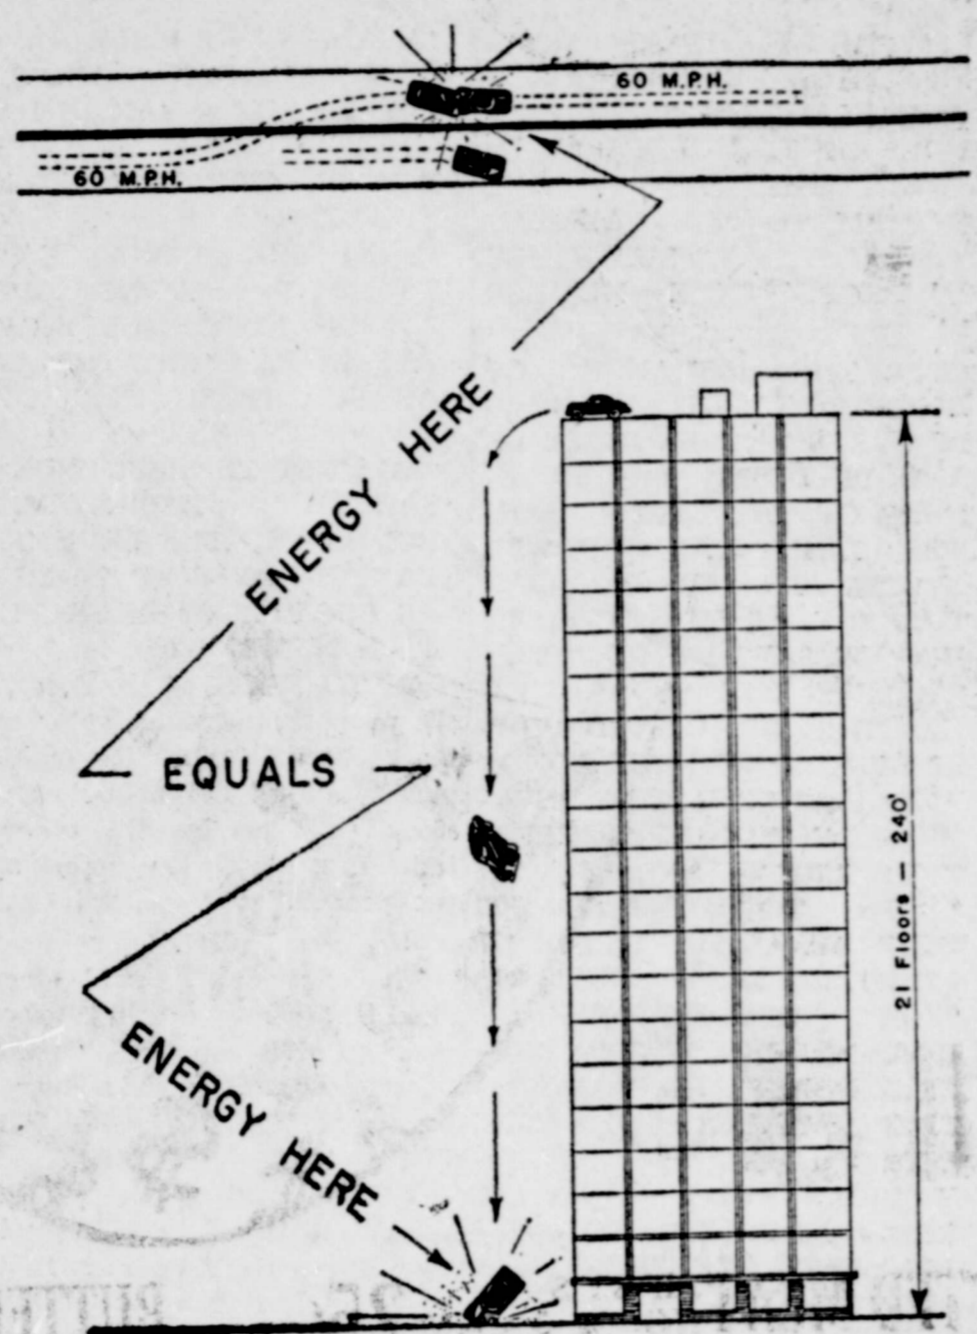 60 M.P.H.
60 M.P.H.
ENERGY HERE
EQUALS
ENERGY HERE
21 Floors — 240'